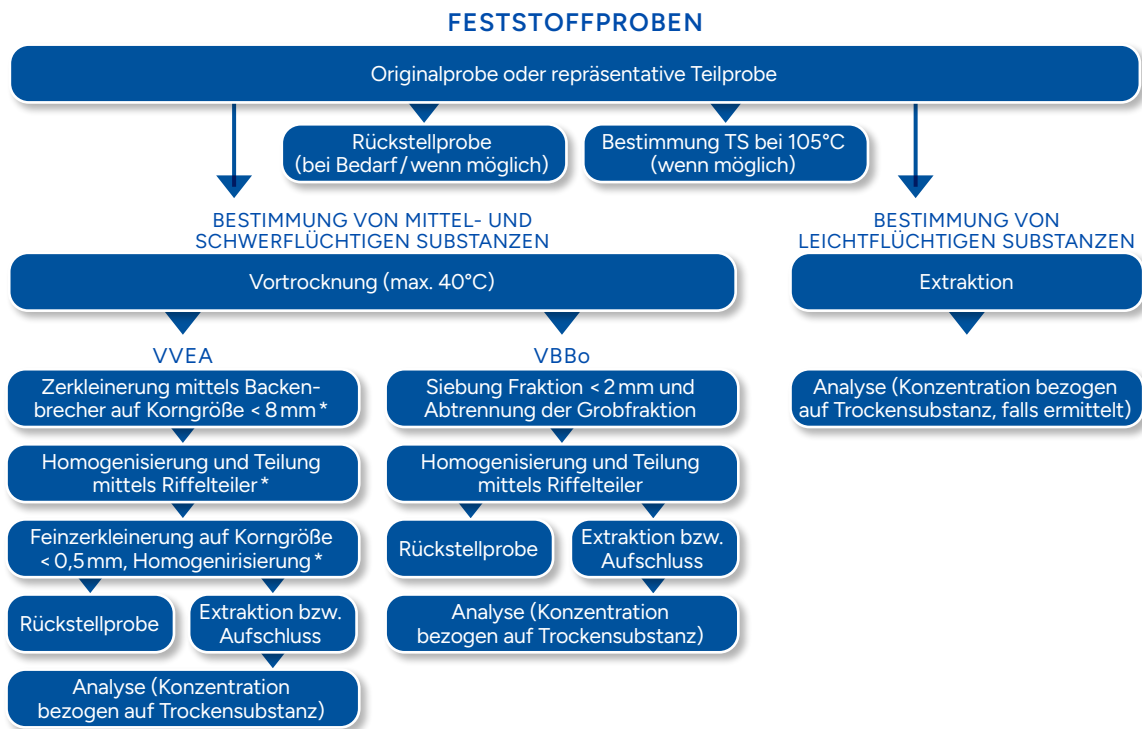 FESTSTOFFPROBEN
Originalprobe oder repräsentative Teilprobe
Rückstellprobe
(bei Bedarf / wenn möglich)
Bestimmung TS bei 105°C
(wenn möglich)
BESTIMMUNG VON MITTEL- UND
SCHWERFLÜCHTIGEN SUBSTANZEN
BESTIMMUNG VON
LEICHTFLÜCHTIGEN SUBSTANZEN
Vortrocknung (max. 40°C)
Extraktion
VVEA
VBBo
Zerkleinerung mittels Backen-
brecher auf Korngröße < 8 mm *
Siebung Fraktion < 2 mm und
Abtrennung der Grobfraktion
Analyse (Konzentration bezogen
auf Trockensubstanz, falls ermittelt)
Homogenisierung und Teilung
mittels Riffelteiler *
Homogenisierung und Teilung
mittels Riffelteiler
Feinzerkleinerung auf Korngröße
< 0,5 mm, Homogenirisierung *
Rückstellprobe
Extraktion bzw.
Aufschluss
Rückstellprobe
Extraktion bzw.
Aufschluss
Analyse (Konzentration
bezogen auf Trockensubstanz)
Analyse (Konzentration
bezogen auf Trockensubstanz)